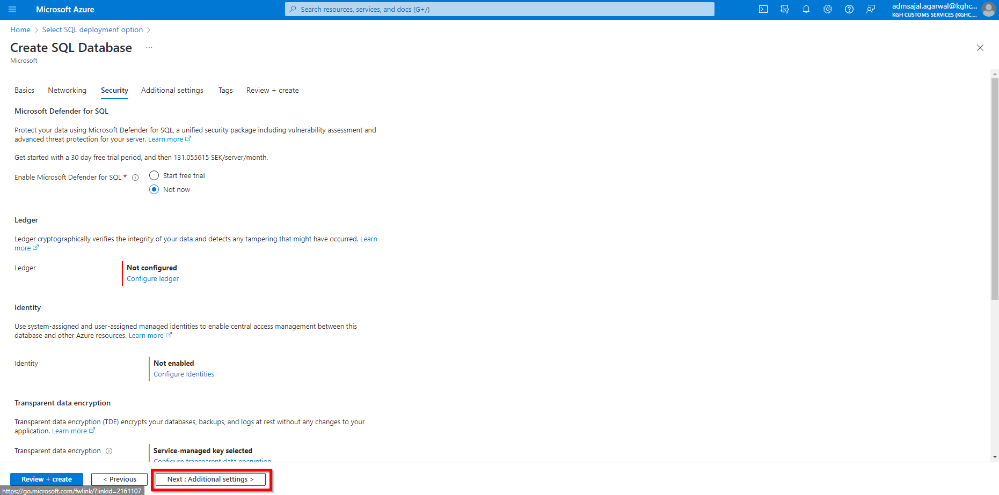 Microsoft Azure
Search resources, services, and docs (G+/)
admsajal.agarwal@kghc...
KGH CUSTOMS SERVICES (KGHC....
Home > Select SQL deployment option >
Create SQL Database ...
Microsoft
Basics Networking Security Additional settings Tags Review + create
Microsoft Defender for SQL
Protect your data using Microsoft Defender for SQL, a unified security package including vulnerability assessment and
advanced threat protection for your server. Learn more
Get started with a 30 day free trial period, and then 131.055615 SEK/server/month.
Enable Microsoft Defender for SQL *
Start free trial
Not now
Ledger
Ledger cryptographically verifies the integrity of your data and detects any tampering that might have occurred. Learn
more
Ledger
Not configured
Configure ledger
Identity
Use system-assigned and user-assigned managed identities to enable central access management between this
database and other Azure resources. Learn more
Identity
Not enabled
Configure Identities
Transparent data encryption
Transparent data encryption (TDE) encrypts your databases, backups, and logs at rest without any changes to your
application. Learn more
Transparent data encryption
Service-managed key selected
Configure transparent data encryption
Review + create
< Previous
Next : Additional settings >
https://go.microsoft.com/fwlink/?linkid=2161107